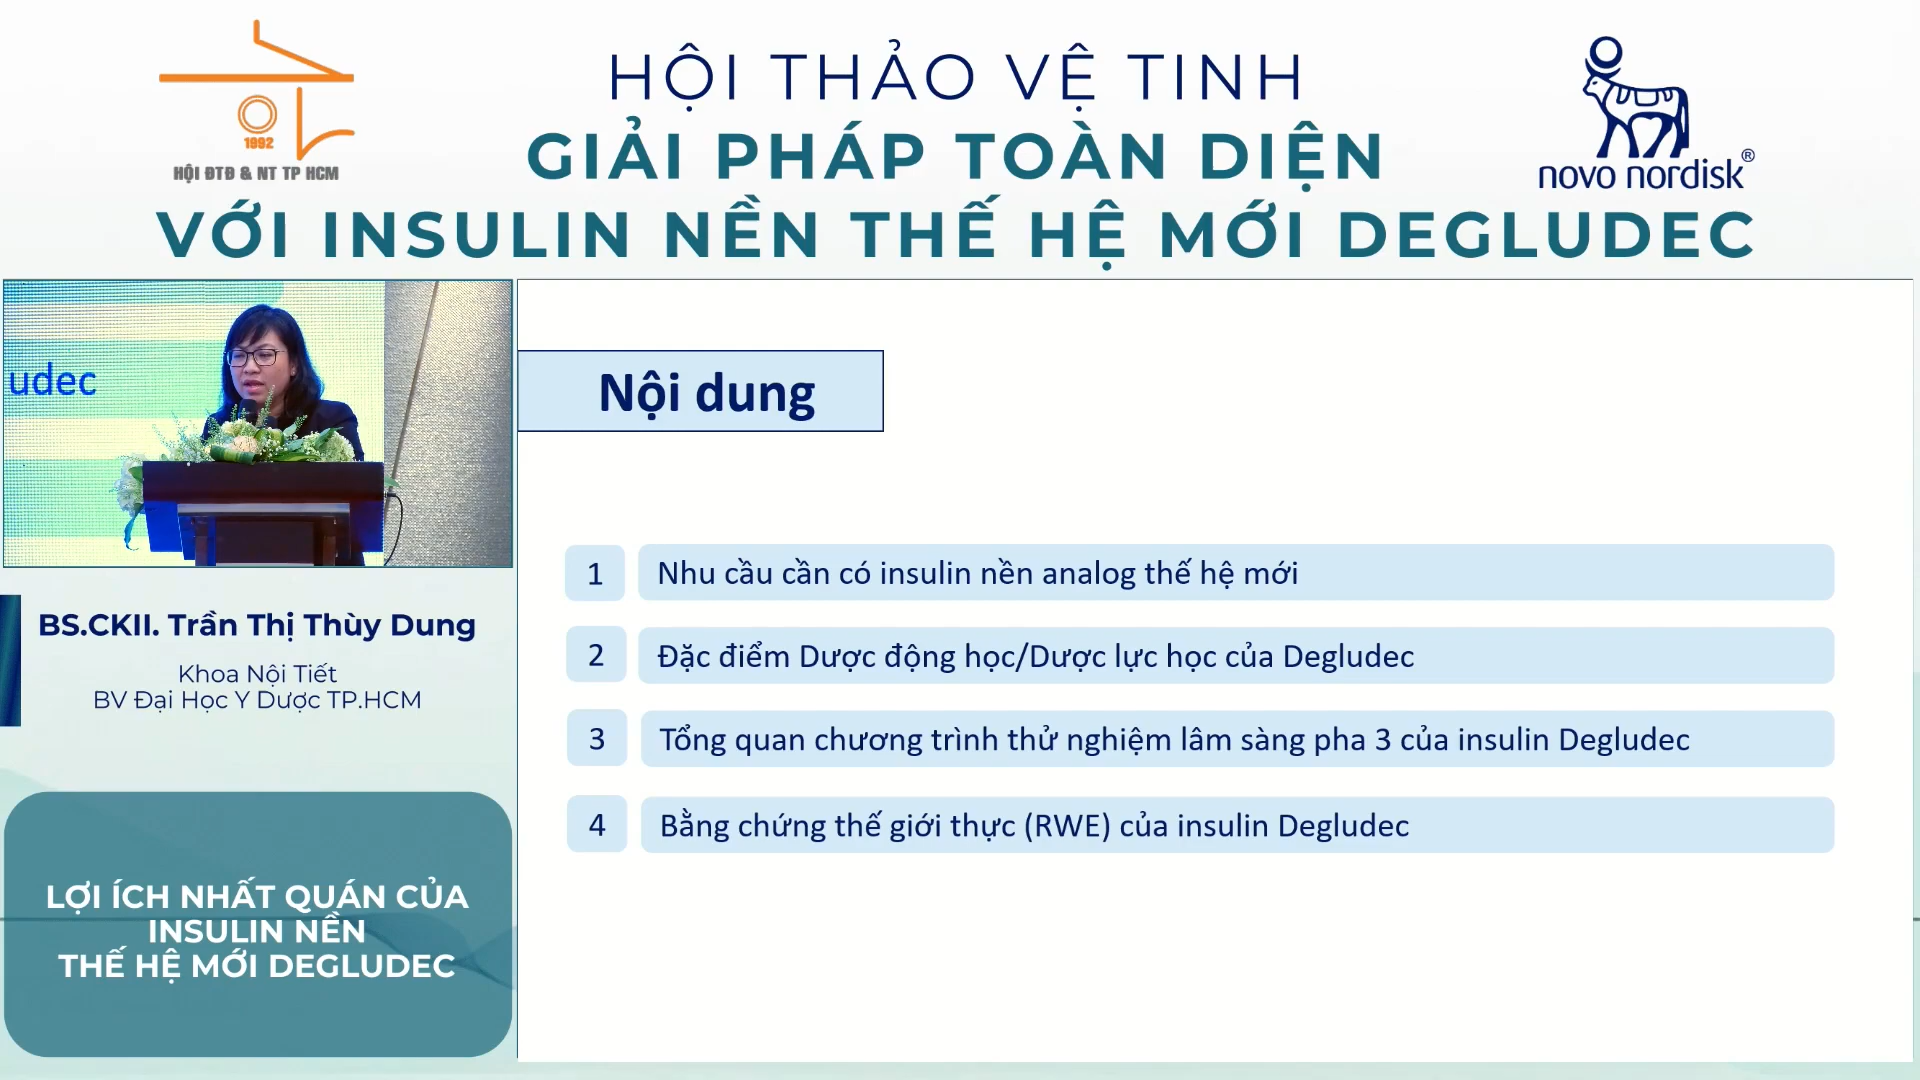 HỘI THẢO VỆ TINH
GIẢI PHÁP TOÀN DIỆN
VỚI INSULIN NỀN THẾ HỆ MỚI DEGLUDEC
1992
HỘI ĐTĐ & NT TP HCM
novo nordisk®
udec
BS.CKII. Trần Thị Thùy Dung
Khoa Nội Tiết
BV Đại Học Y Dược TP.HCM
LỢI ÍCH NHẤT QUÁN CỦA
INSULIN NỀN
THẾ HỆ MỚI DEGLUDEC
Nội dung
1 Nhu cầu cần có insulin nền analog thế hệ mới
2 Đặc điểm Dược động học/Dược lực học của Degludec
3 Tổng quan chương trình thử nghiệm lâm sàng pha 3 của insulin Degludec
4 Bằng chứng thế giới thực (RWE) của insulin Degludec